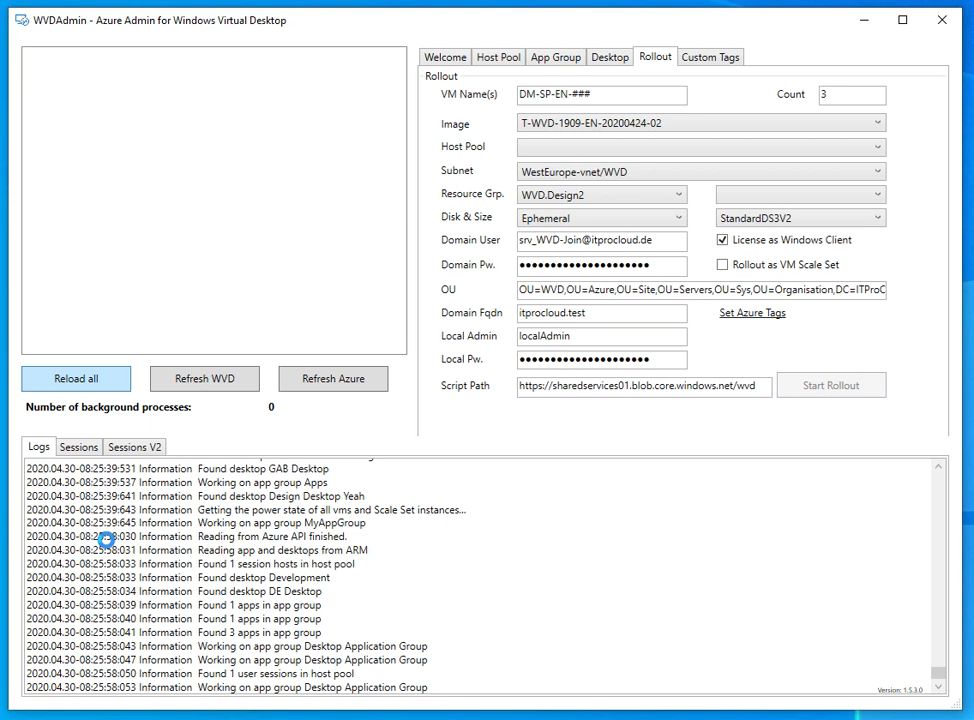 WVDAdmin - Azure Admin for Windows Virtual Desktop
Welcome
Host Pool
App Group
Desktop
Rollout
Custom Tags
Rollout
VM Name(s)
DM-SP-EN-###
Count
3
Image
T-WVD-1909-EN-20200424-02
Host Pool
Subnet
WestEurope-vnet/WVD
Resource Grp.
WVD.Design2
Disk & Size
Ephemeral
StandardDS3V2
Domain User
srv_WVD-Join@itprocloud.de
License as Windows Client
Domain Pw.
●●●●●●●●●●●●●●●●●●●●●
Rollout as VM Scale Set
OU
OU=WVD,OU=Azure,OU=Site,OU=Servers,OU=Sys,OU=Organisation,DC=ITProC
Domain Fqdn
itprocloud.test
Set Azure Tags
Local Admin
localAdmin
Local Pw.
●●●●●●●●●●●●●●●●●●●●●
Script Path
https://sharedservices01.blob.core.windows.net/wvd
Start Rollout
Reload all
Refresh WVD
Refresh Azure
Number of background processes:
0
Logs
Sessions
Sessions V2
2020.04.30-08:25:39:531 Information Found desktop GAB Desktop
2020.04.30-08:25:39:537 Information Working on app group Apps
2020.04.30-08:25:39:641 Information Found desktop Design Desktop Yeah
2020.04.30-08:25:39:643 Information Getting the power state of all vms and Scale Set instances...
2020.04.30-08:25:39:645 Information Working on app group MyAppGroup
2020.04.30-08:25:58:030 Information Reading from Azure API finished.
2020.04.30-08:25:58:031 Information Reading app and desktops from ARM
2020.04.30-08:25:58:033 Information Found 1 session hosts in host pool
2020.04.30-08:25:58:033 Information Found desktop Development
2020.04.30-08:25:58:034 Information Found desktop DE Desktop
2020.04.30-08:25:58:039 Information Found 1 apps in app group
2020.04.30-08:25:58:040 Information Found 1 apps in app group
2020.04.30-08:25:58:041 Information Found 3 apps in app group
2020.04.30-08:25:58:043 Information Working on app group Desktop Application Group
2020.04.30-08:25:58:047 Information Working on app group Desktop Application Group
2020.04.30-08:25:58:050 Information Found 1 user sessions in host pool
2020.04.30-08:25:58:053 Information Working on app group Desktop Application Group
Version: 1.5.3.0